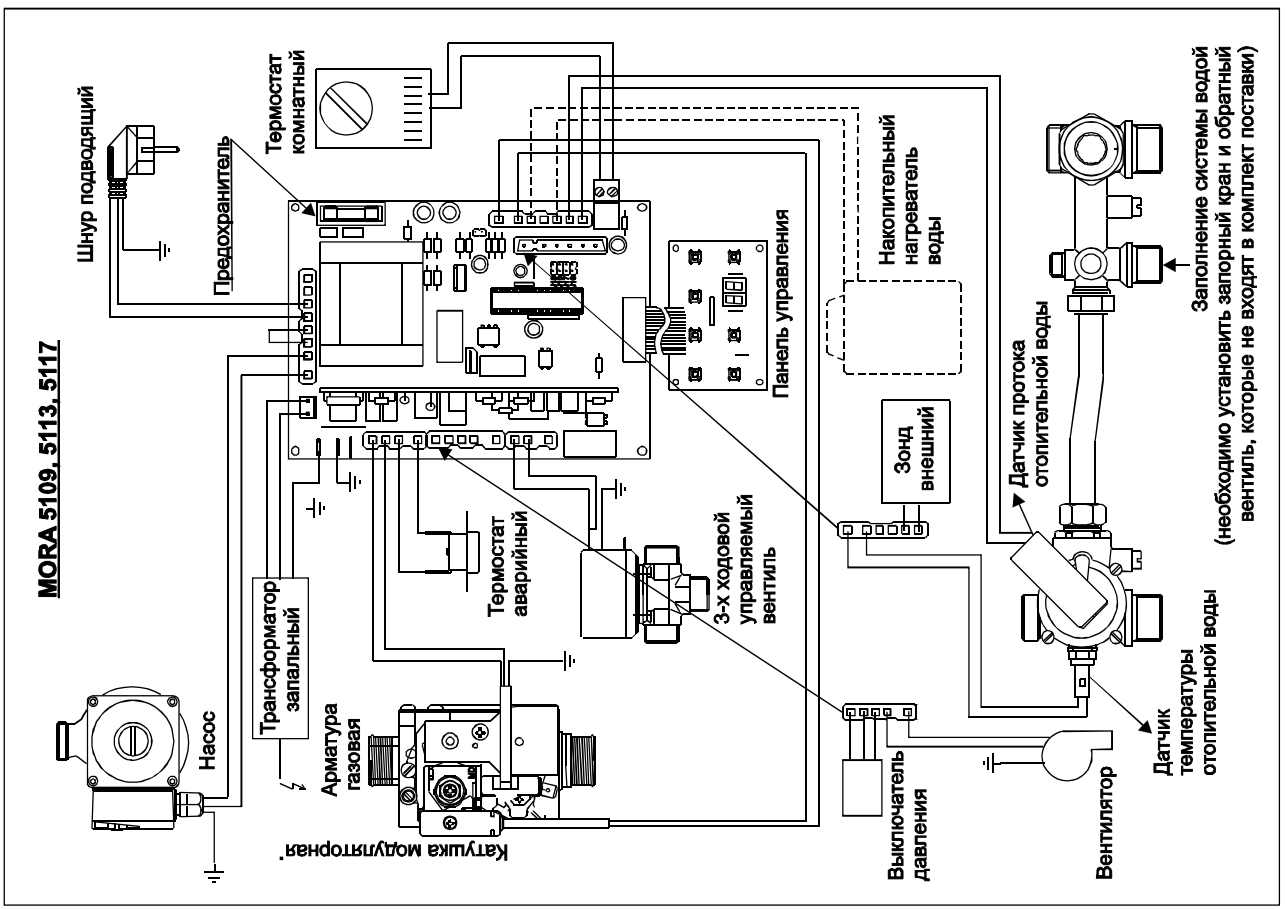 MORA 5109, 5113, 5117
Шнур подводящий
Предохранитель
Термостат
комнатный
Насос
Трансформатор
запальный
Термостат
аварийный
Арматура
газовая
Катушка модуляторная*
3-х ходовой
управляемый
вентиль
Панель управления
Накопительный
нагреватель
воды
Зонд
внешний
Датчик протока
отопительной воды
Выключатель
давления
Вентилятор
Датчик
температуры
отопительной воды
Заполнение системы водой
(необходимо установить запорный кран и обратный
вентиль, которые не входят в комплект поставки)